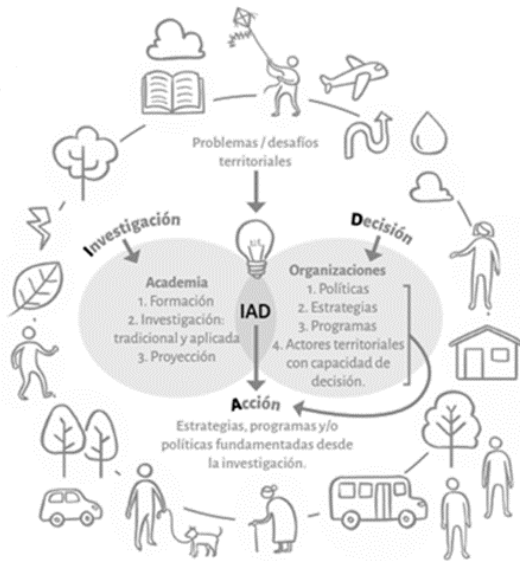 Problemas / desafíos
territoriales
Investigación
Decisión
Academia
1. Formación
2. Investigación:
tradicional y aplicada
3. Proyección
IAD
Organizaciones
1. Políticas
2. Estrategias
3. Programas
4. Actores territoriales
con capacidad de
decisión.
Acción
Estrategias, programas y/o
políticas fundamentadas desde
la investigación.